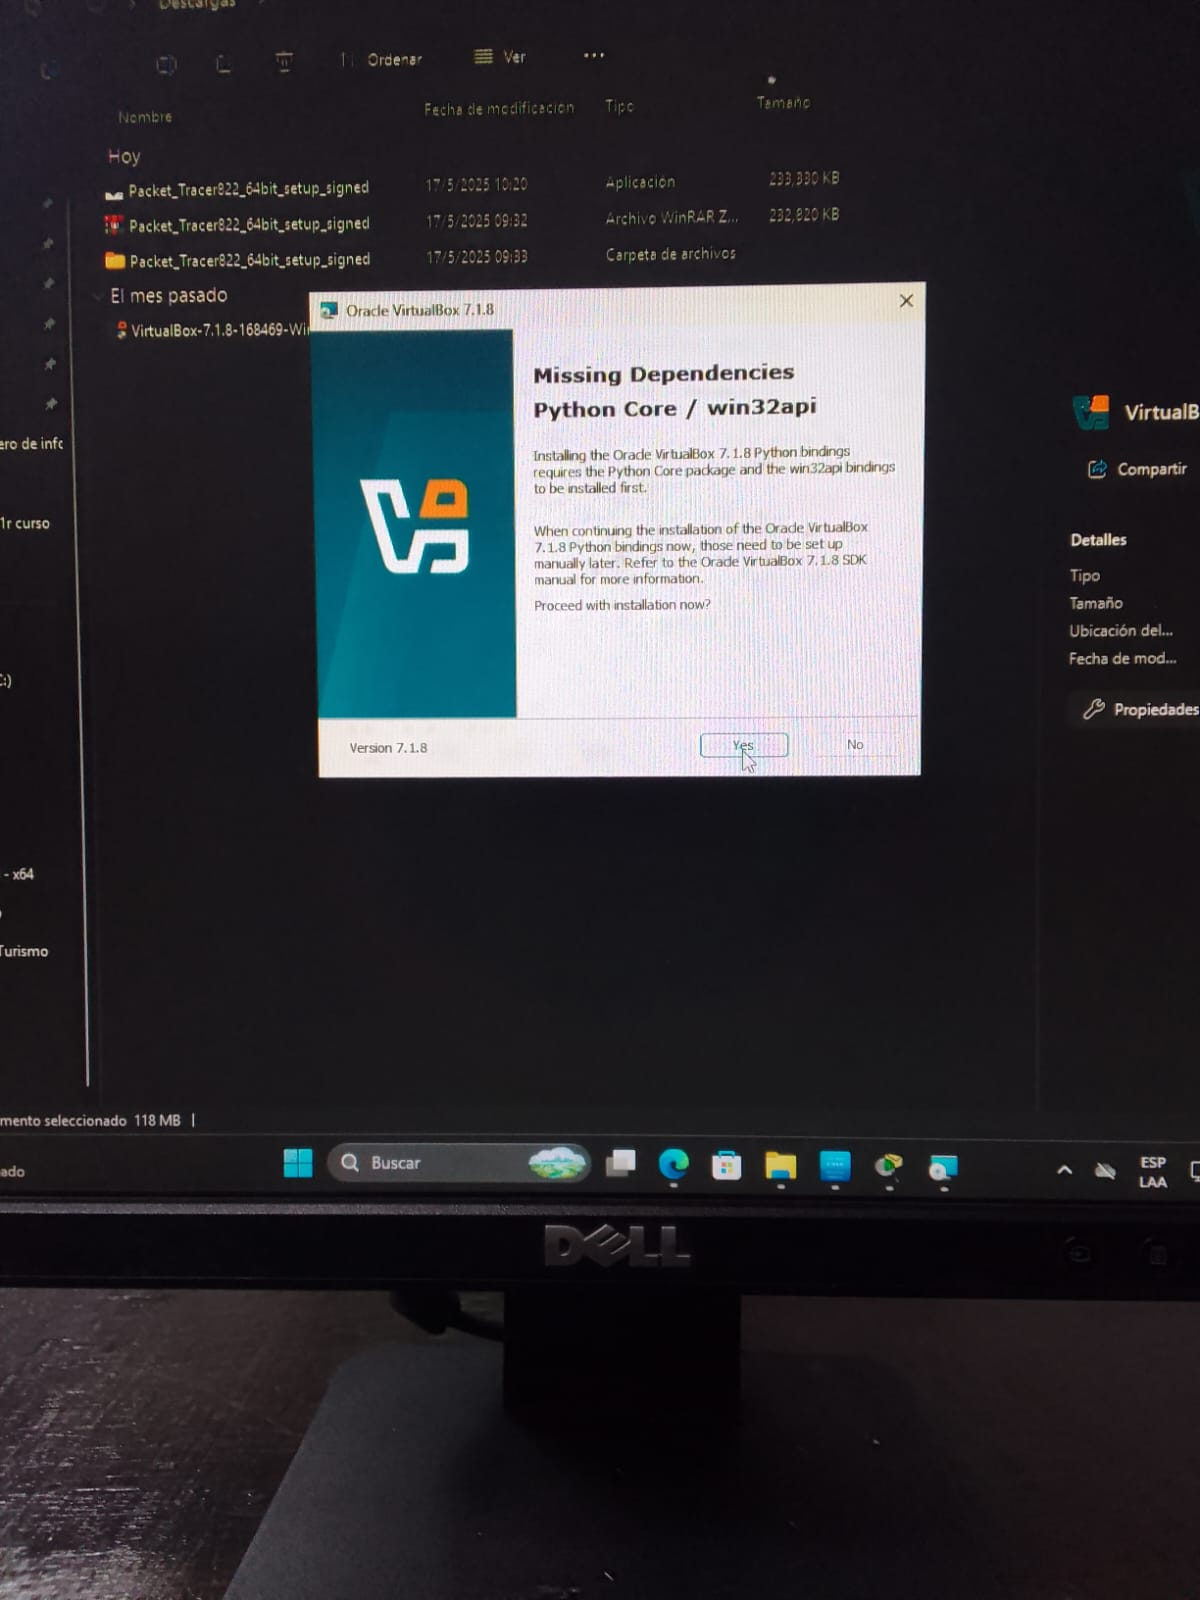 Descargas
Ordenar
Ver
...
Nombre
Fecha de modificación
Tipo
Tamaño
Hoy
Packet_Tracer822_64bit_setup_signed 17/5/2025 10:20 Aplicación 233,330 KB
Packet_Tracer822_64bit_setup_signed 17/5/2025 09:32 Archivo WinRAR Z... 232,820 KB
Packet_Tracer822_64bit_setup_signed 17/5/2025 09:33 Carpeta de archivos
El mes pasado
VirtualBox-7.1.8-168469-Wi
Oracle VirtualBox 7.1.8
Missing Dependencies
Python Core / win32api
Installing the Oracle VirtualBox 7.1.8 Python bindings
requires the Python Core package and the win32api bindings
to be installed first.
When continuing the installation of the Oracle VirtualBox
7.1.8 Python bindings now, those need to be set up
manually later. Refer to the Oracle VirtualBox 7.1.8 SDK
manual for more information.
Proceed with installation now?
Version 7.1.8
Yes
No
ero de info
1r curso
:)
- x64
Turismo
VirtualB
Compartir
Detalles
Tipo
Tamaño
Ubicación del...
Fecha de mod...
Propiedades
mento seleccionado 118 MB
ado
Buscar
ESP
LAA
DELL